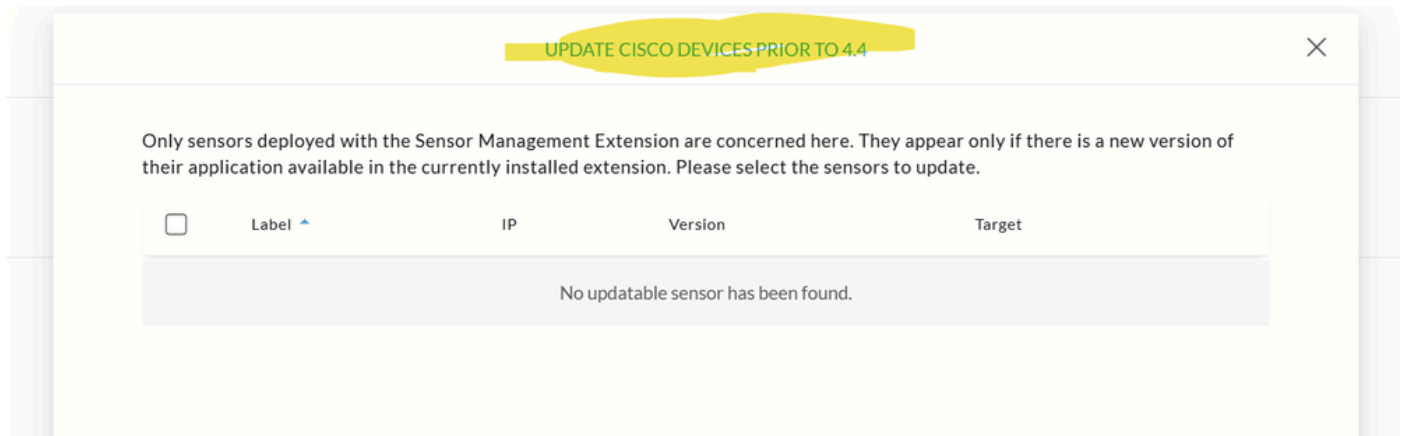 UPDATE CISCO DEVICES PRIOR TO 4.4
Only sensors deployed with the Sensor Management Extension are concerned here. They appear only if there is a new version of
their application available in the currently installed extension. Please select the sensors to update.
Label IP Version Target
No updatable sensor has been found.